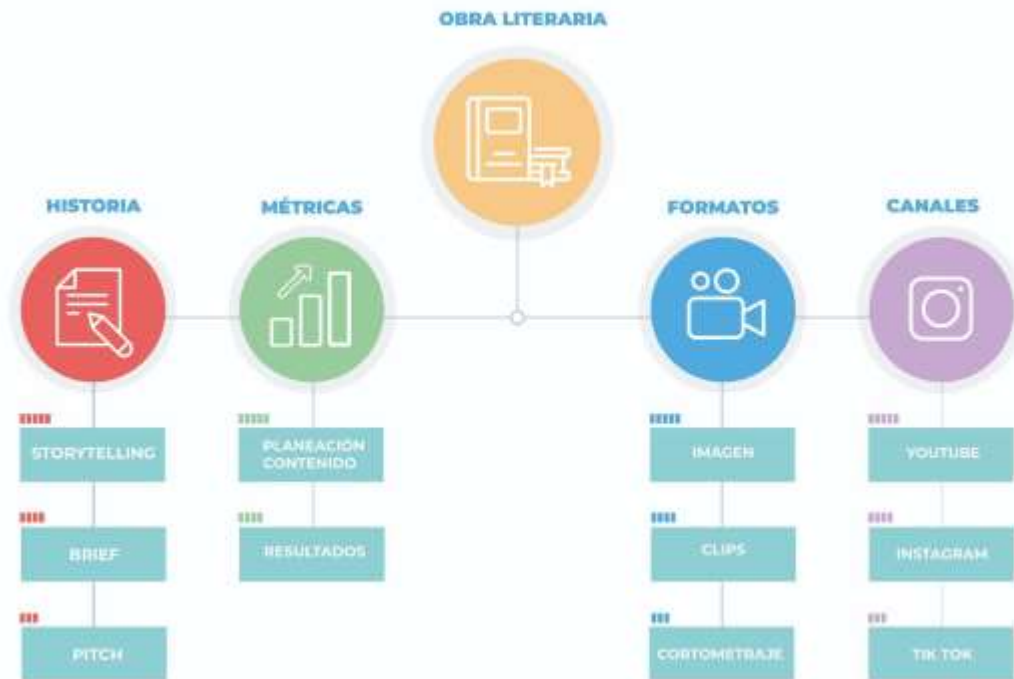 OBRA LITERARIA
HISTORIA
MÉTRICAS
FORMATOS
CANALES
STORYTELLING
PLANEACIÓN
CONTENIDO
IMAGEN
YOUTUBE
BRIEF
RESULTADOS
CLIPS
INSTAGRAM
PITCH
CORTOMETRAJE
TIK TOK